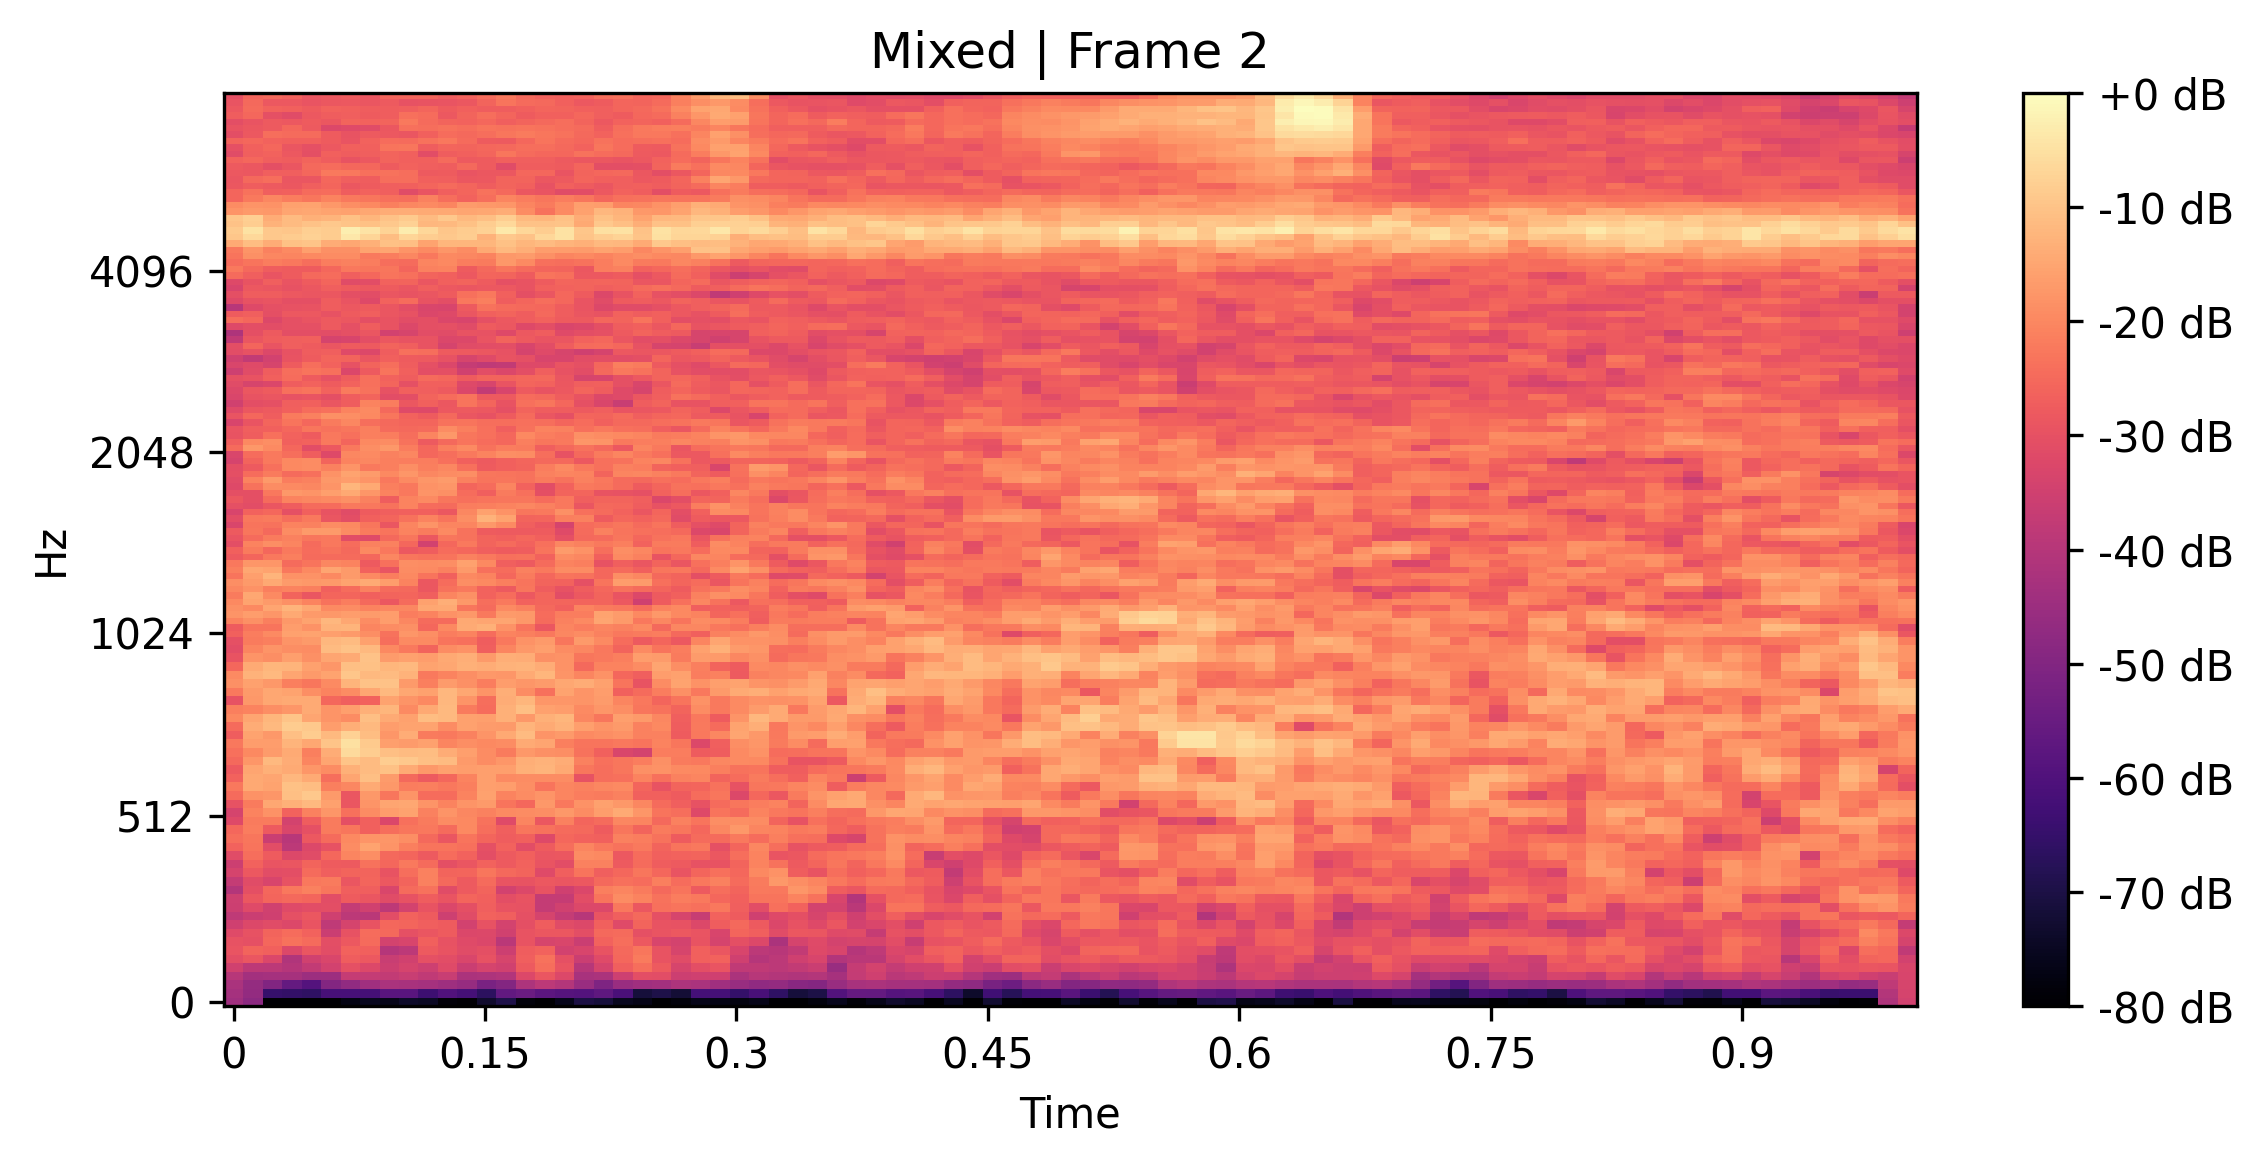 Mixed | Frame 2
Hz
4096
2048
1024
512
0
0 0.15 0.3 0.45 0.6 0.75 0.9
Time
+0 dB
-10 dB
-20 dB
-30 dB
-40 dB
-50 dB
-60 dB
-70 dB
-80 dB